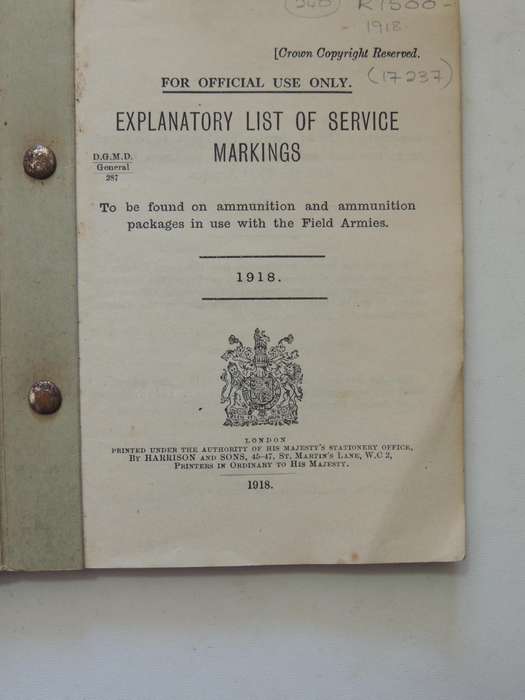 240 R1500 -
- 1918.
[Crown Copyright Reserved.
(17237)
FOR OFFICIAL USE ONLY.
EXPLANATORY LIST OF SERVICE
MARKINGS
D.G.M.D.
General
287
To be found on ammunition and ammunition
packages in use with the Field Armies.
1918.
LONDON
PRINTED UNDER THE AUTHORITY OF HIS MAJESTY'S STATIONERY OFFICE,
BY HARRISON AND SONS, 45-47, ST. MARTIN'S LANE, W.C 2,
PRINTERS IN ORDINARY TO HIS MAJESTY.
1918.